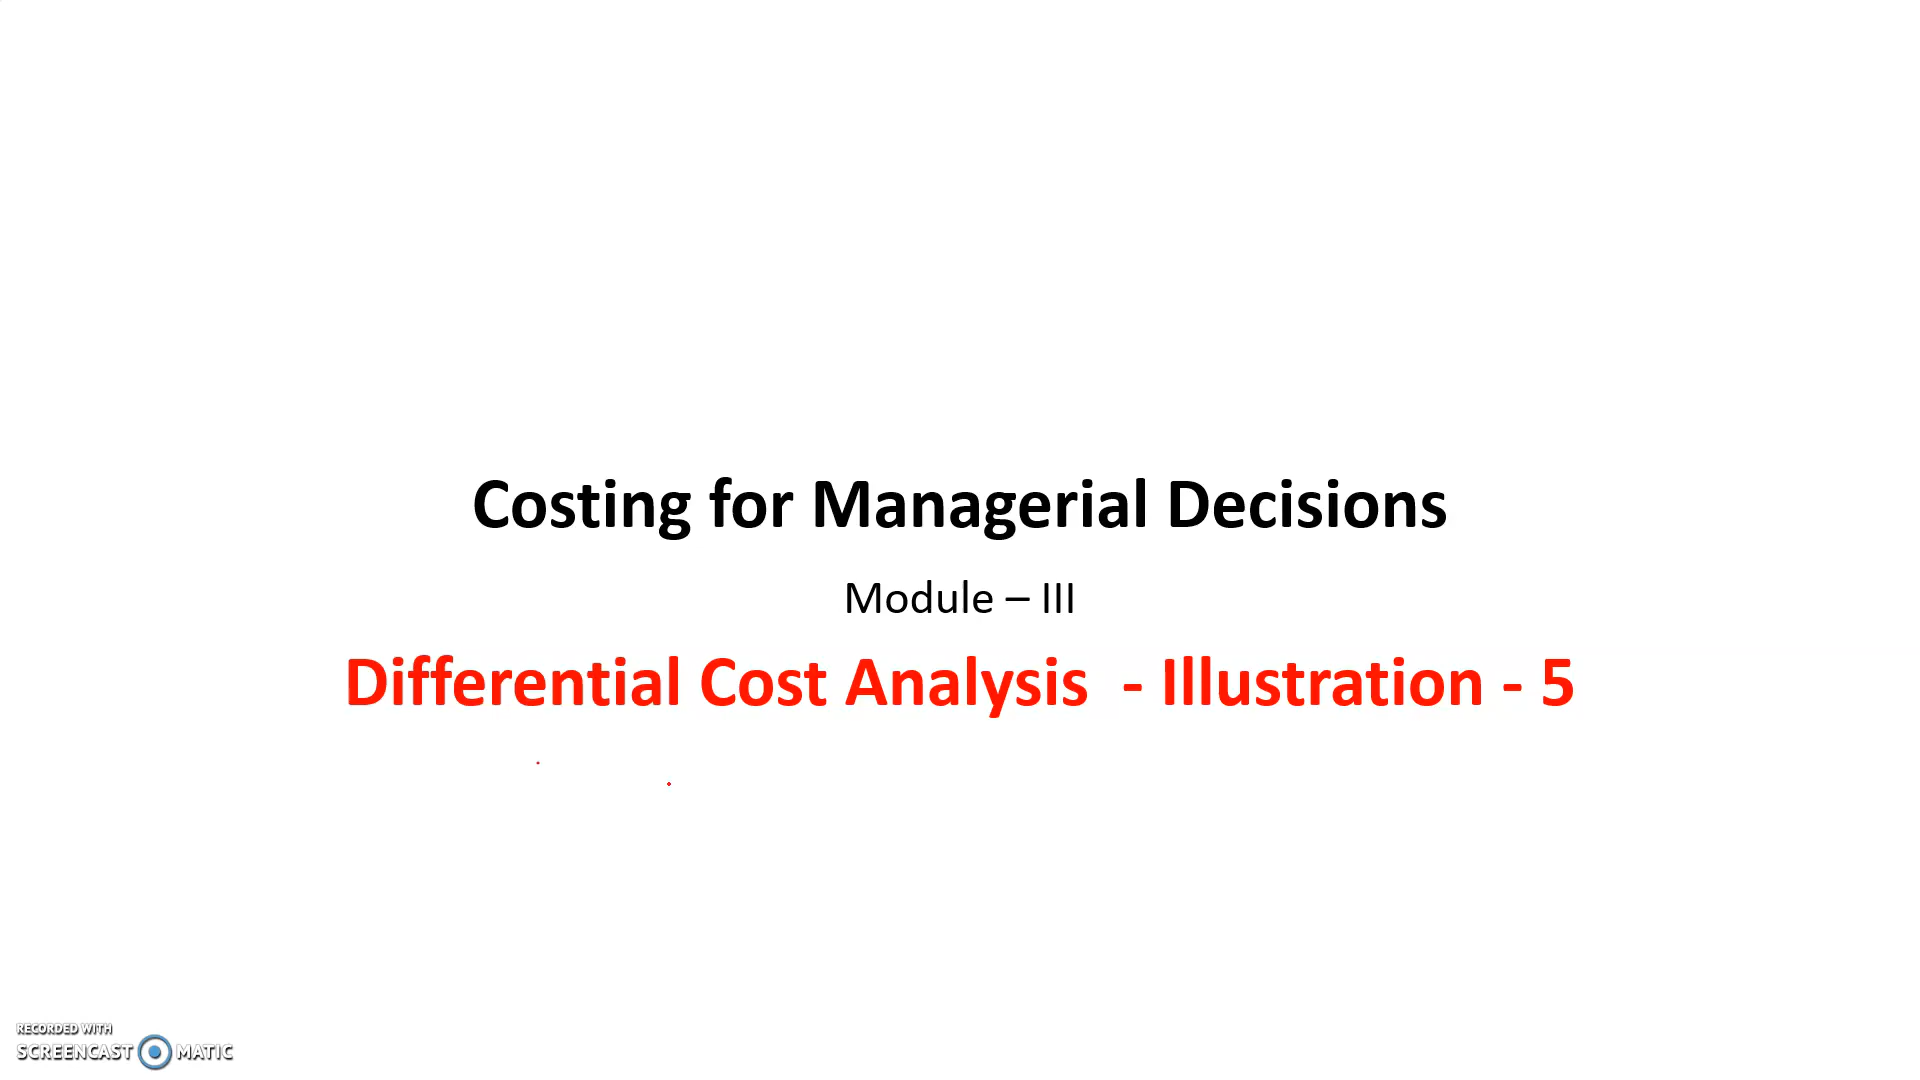 Costing for Managerial Decisions
Module – III
Differential Cost Analysis  - Illustration - 5
RECORDED WITH
SCREENCAST MATIC